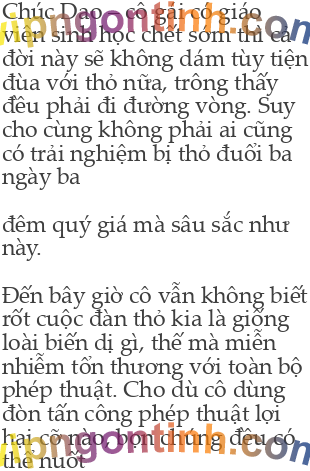 Chúc Dao - cô gần có giáo
viên sinh học chết sớm thì cả
đời này sẽ không dám tùy tiện
đùa với thỏ nữa, trông thấy
đều phải đi đường vòng. Suy
cho cùng không phải ai cũng
có trải nghiệm bị thỏ đuổi ba
ngày ba
đêm quý giá mà sâu sắc như
này.
Đến bây giờ cô vẫn không biết
rốt cuộc đàn thỏ kia là giống
loài biến dị gì, thế mà miễn
nhiễm tổn thương với toàn bộ
phép thuật. Cho dù cô dùng
đòn tấn công phép thuật lợi
hại cỡ nào, bọn chúng đều có
thể nuốt
vipngontinh.com
vipngontinh.com